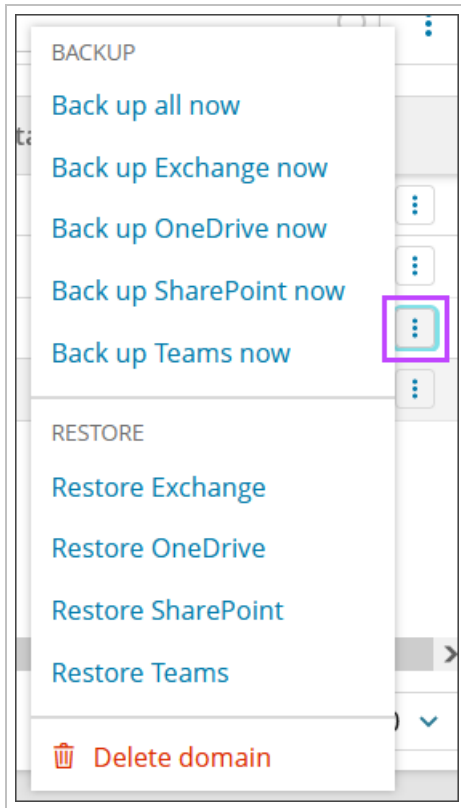 BACKUP
Back up all now
Back up Exchange now
Back up OneDrive now
Back up SharePoint now
Back up Teams now
RESTORE
Restore Exchange
Restore OneDrive
Restore SharePoint
Restore Teams
Delete domain